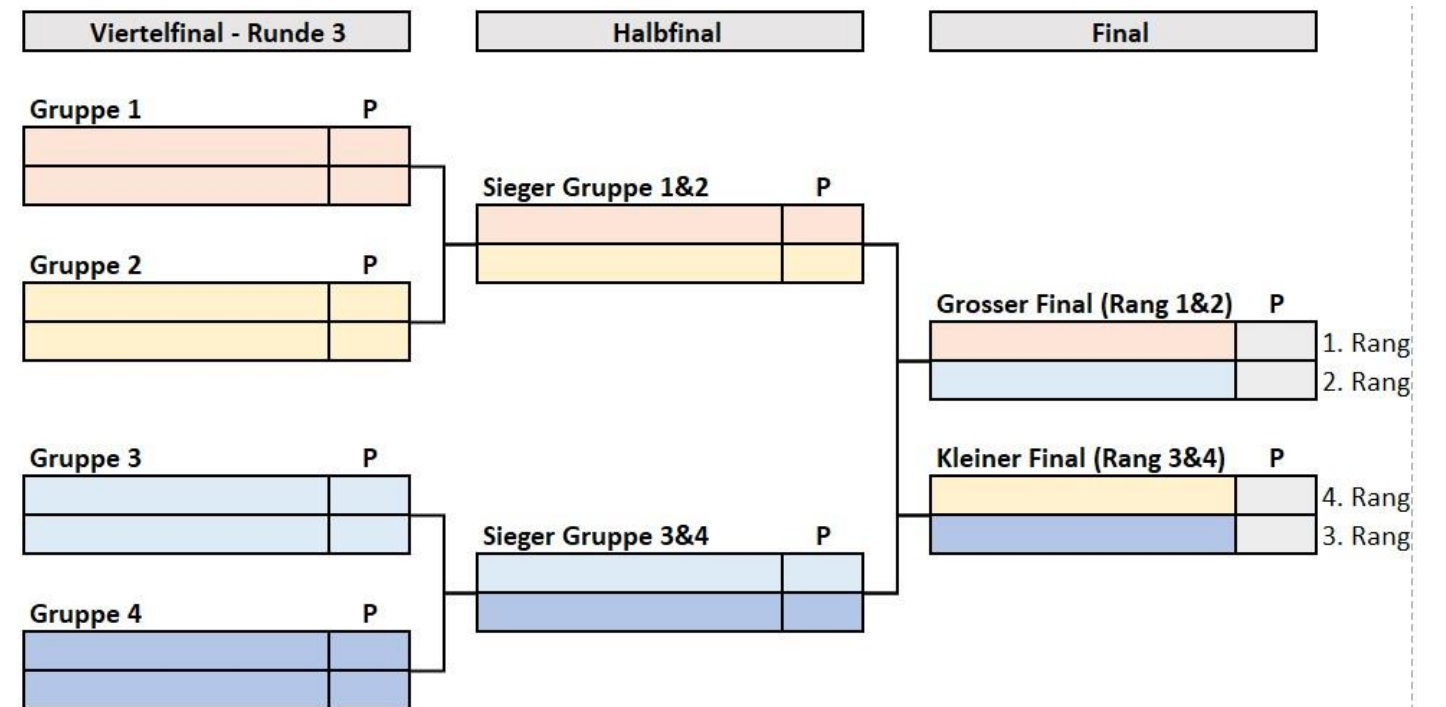 Viertelfinal - Runde 3
Halbfinal
Final
Gruppe 1 P
Sieger Gruppe 1&2 P
Gruppe 2 P
Grosser Final (Rang 1&2) P
1. Rang
2. Rang
Gruppe 3 P
Kleiner Final (Rang 3&4) P
4. Rang
3. Rang
Sieger Gruppe 3&4 P
Gruppe 4 P